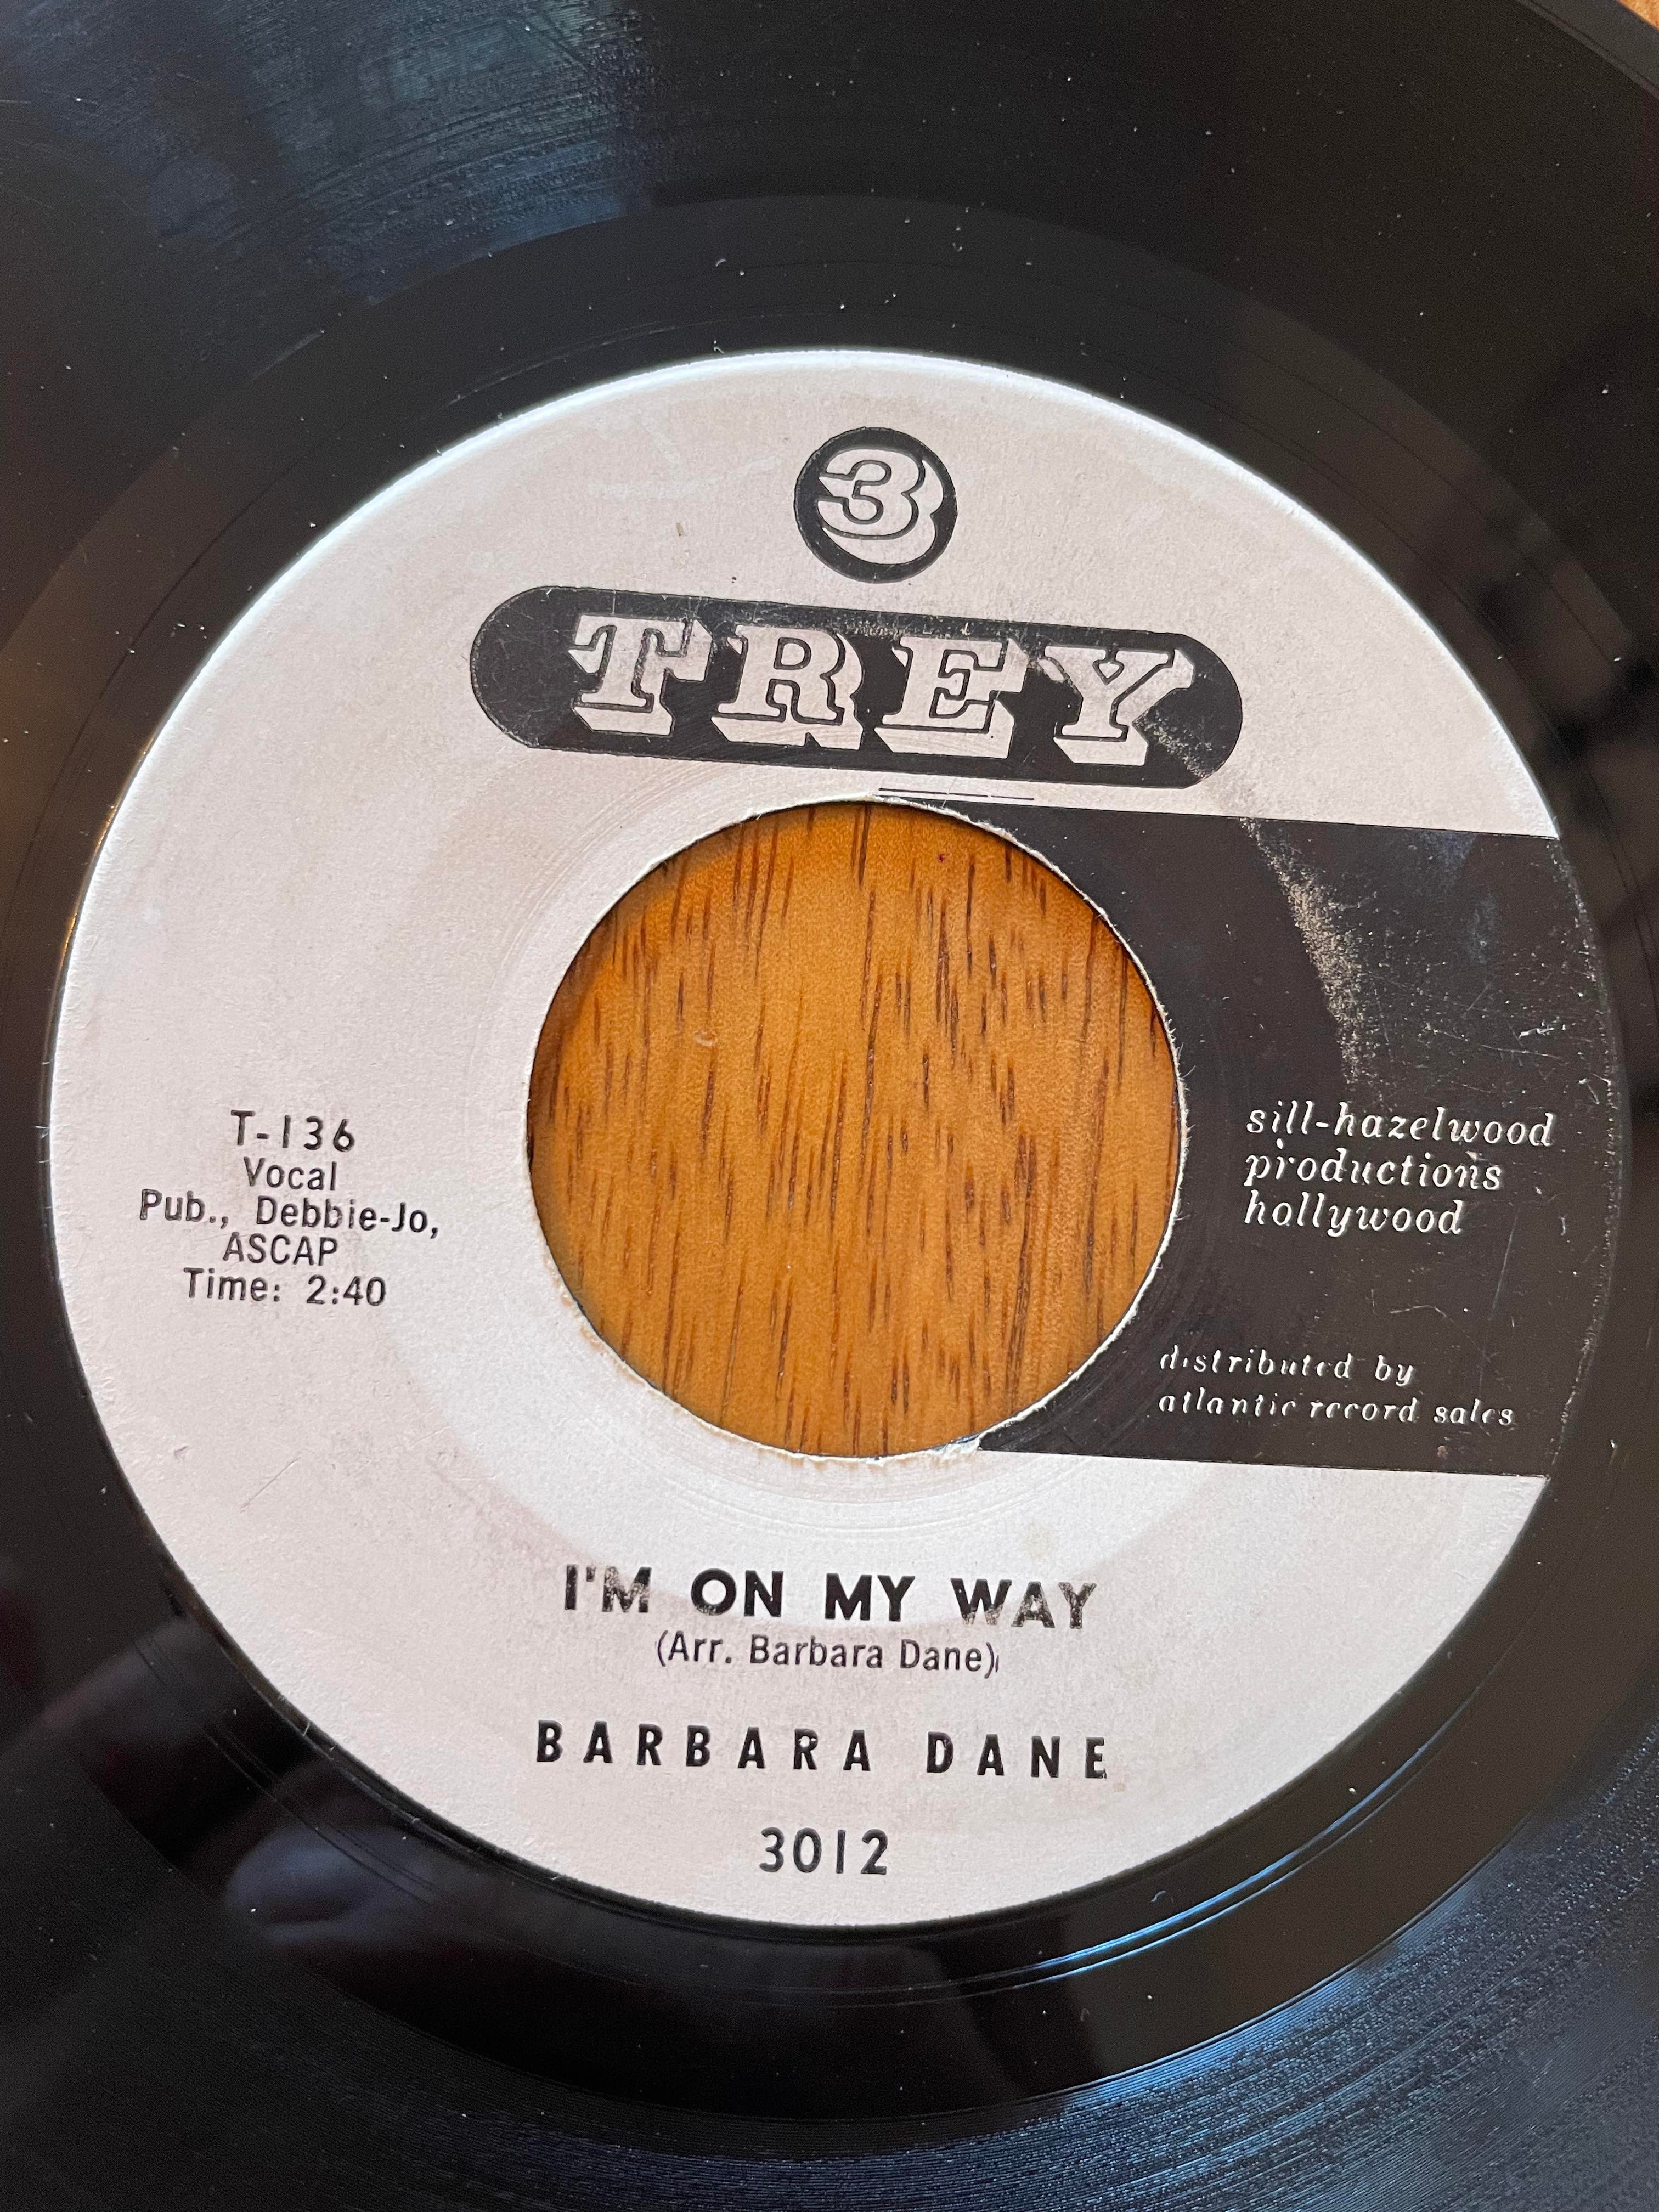 3
TREY
T-136
Vocal
Pub., Debbie-Jo,
ASCAP
Time: 2:40
sill-hazelwood
productions
hollywood
distributed by
atlantic record sales
I'M ON MY WAY
(Arr. Barbara Dane)
BARBARA DANE
3012